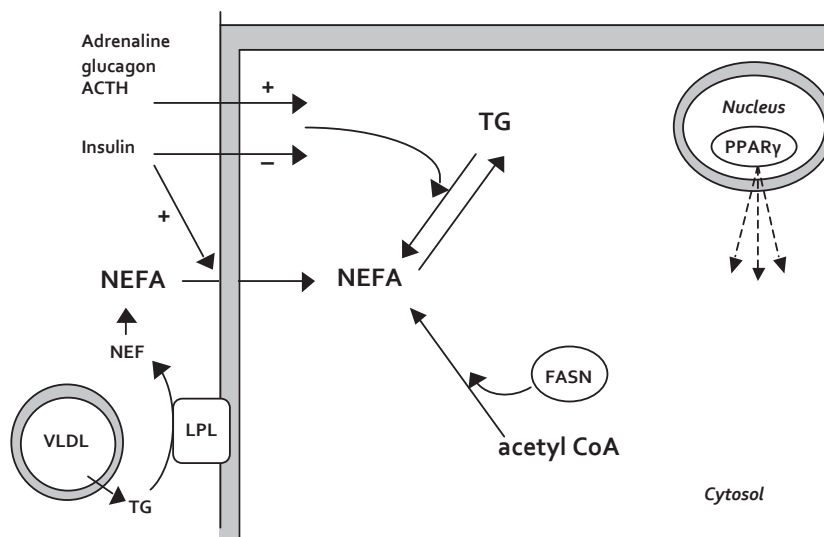 Adrenaline
glucagon
ACTH
+
Insulin
–
+
TG
Nucleus
PPARγ
NEFA
NEFA
NEF
FASN
VLDL
LPL
acetyl CoA
TG
Cytosol